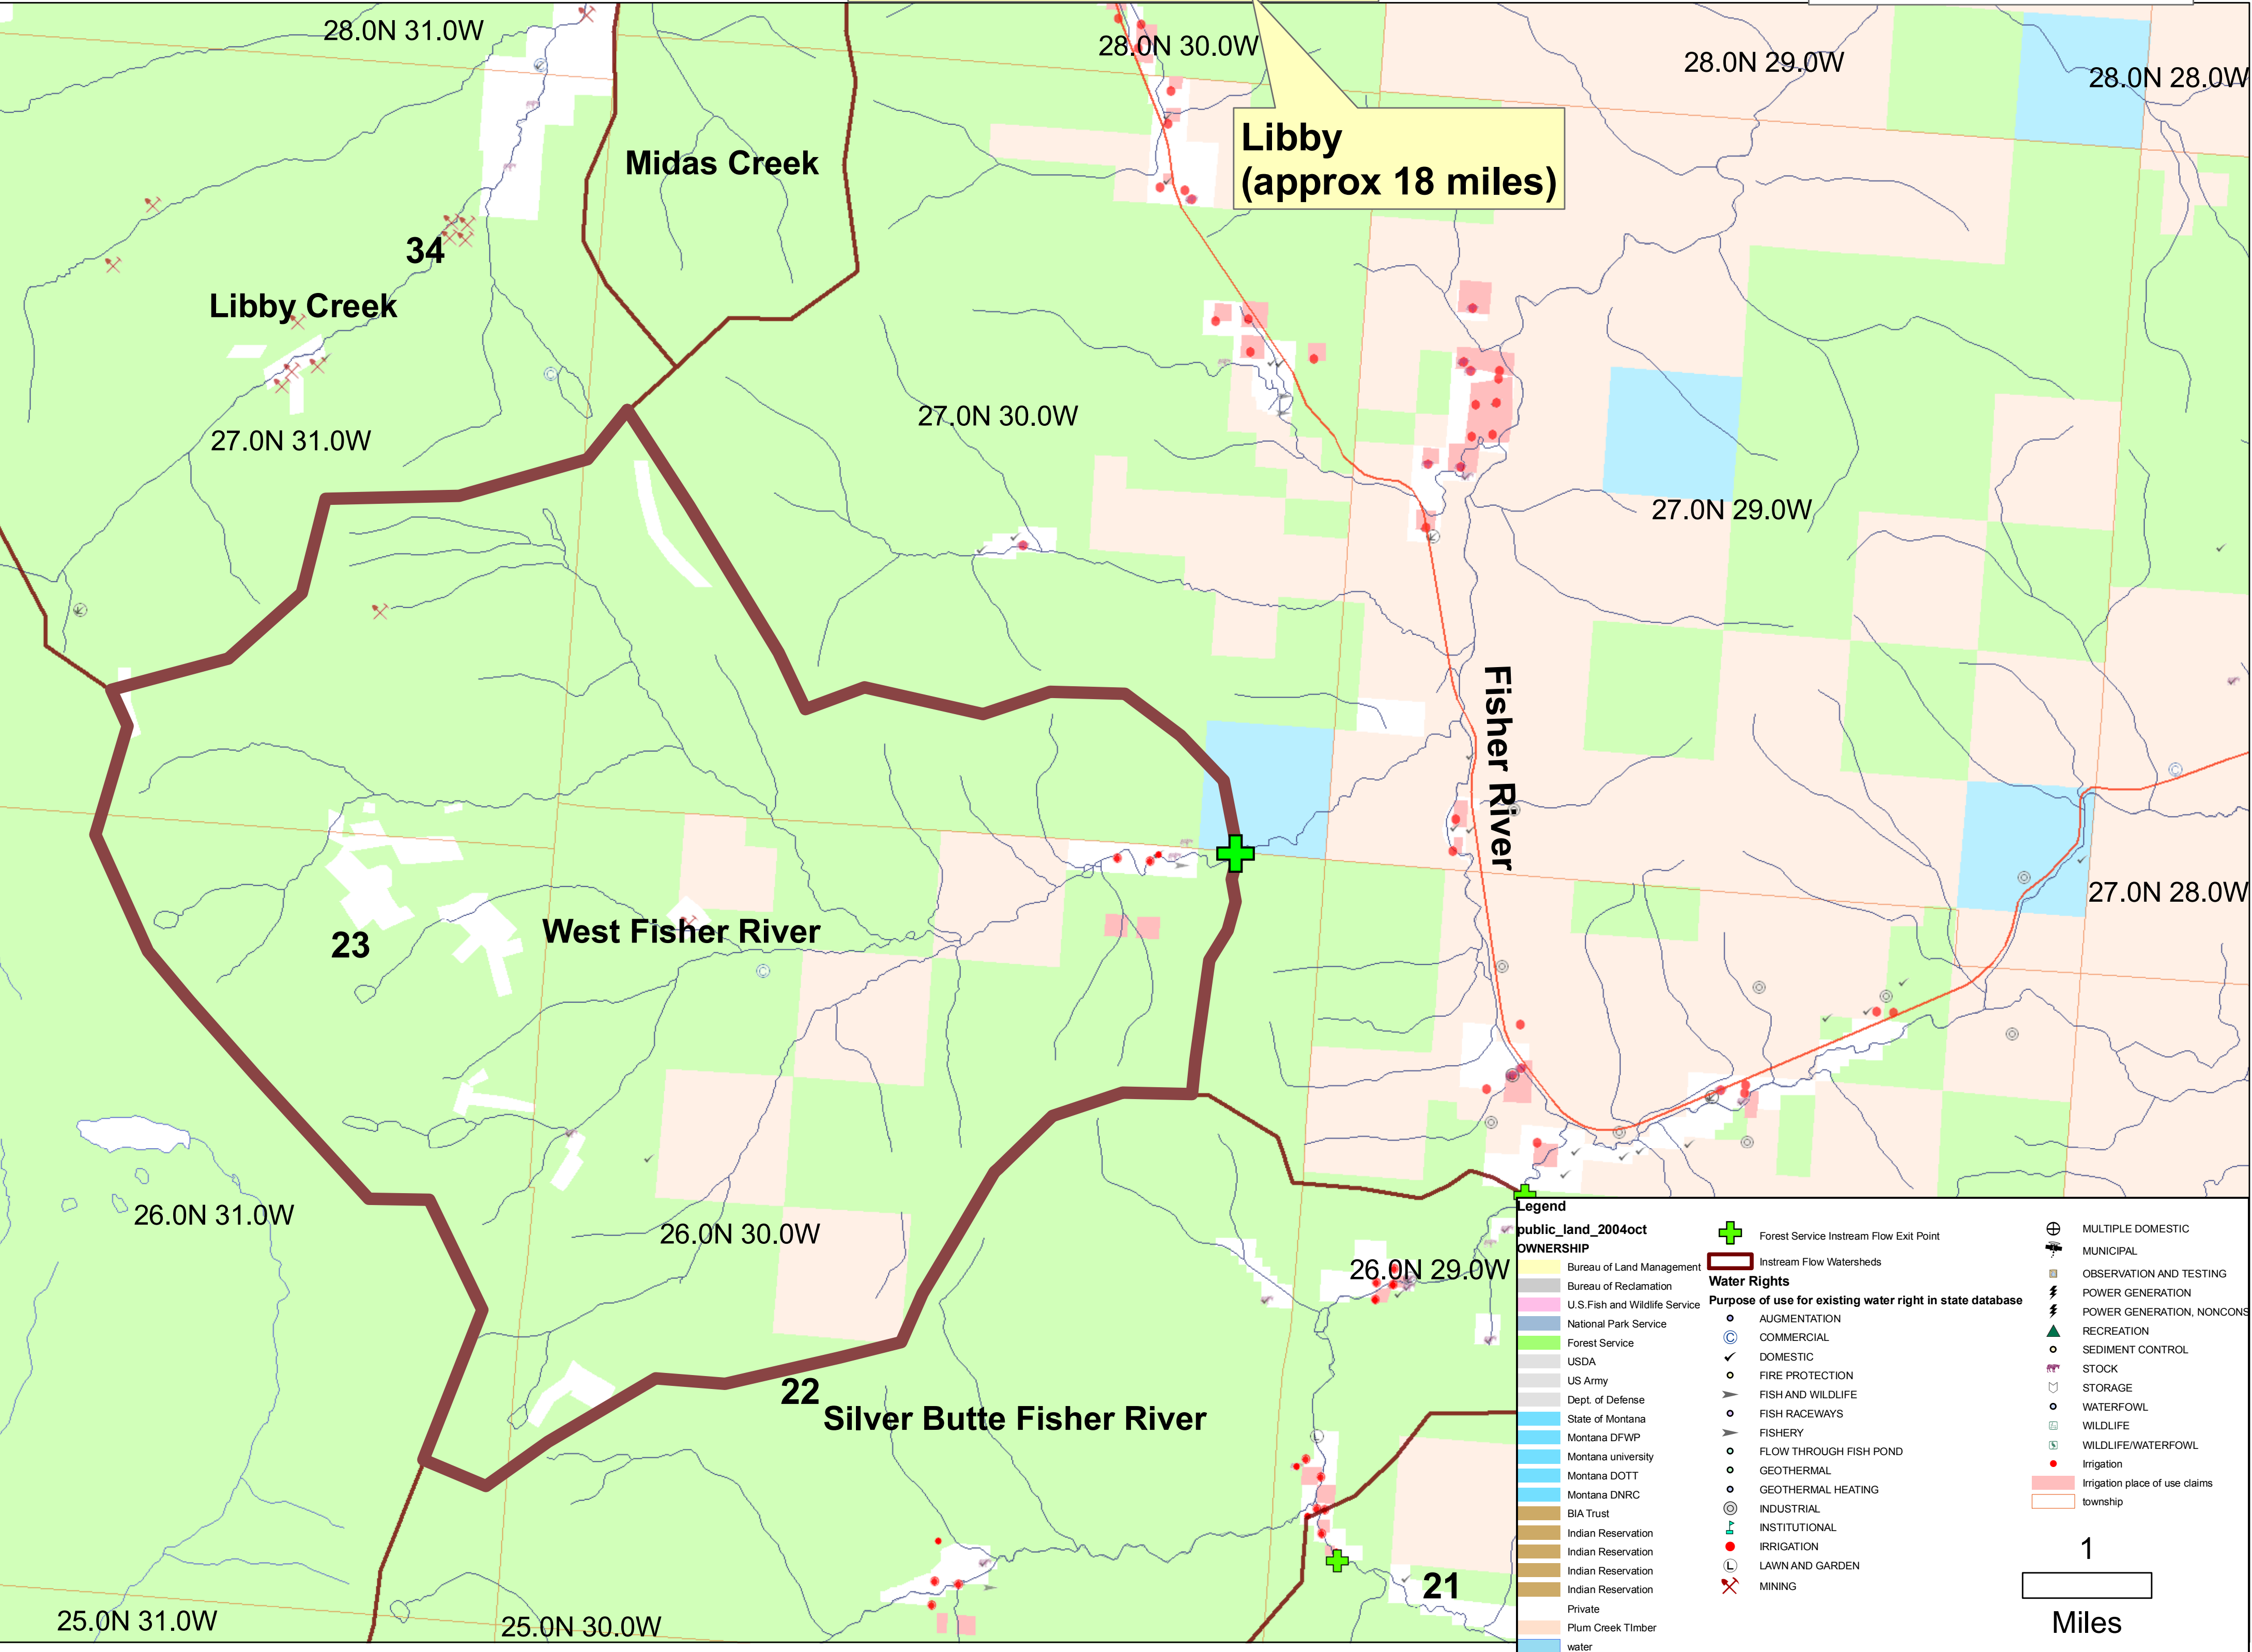 28.0N 31.0W
28.0N 30.0W
28.0N 29.0W
28.0N 28.0W
Midas Creek
Libby
(approx 18 miles)
34
Libby Creek
27.0N 31.0W
27.0N 30.0W
27.0N 29.0W
Fisher River
27.0N 28.0W
23
West Fisher River
26.0N 31.0W
26.0N 30.0W
26.0N 29.0W
22
Silver Butte Fisher River
21
25.0N 31.0W
25.0N 30.0W
Legend
public_land_2004oct
OWNERSHIP
Bureau of Land Management
Bureau of Reclamation
U.S.Fish and Wildlife Service
National Park Service
Forest Service
USDA
US Army
Dept. of Defense
State of Montana
Montana DFWP
Montana university
Montana DOTT
Montana DNRC
BIA Trust
Indian Reservation
Indian Reservation
Indian Reservation
Indian Reservation
Private
Plum Creek TImber
water
Forest Service Instream Flow Exit Point
Instream Flow Watersheds
Water Rights
Purpose of use for existing water right in state database
AUGMENTATION
C COMMERCIAL
DOMESTIC
FIRE PROTECTION
FISH AND WILDLIFE
FISH RACEWAYS
FISHERY
FLOW THROUGH FISH POND
GEOTHERMAL
GEOTHERMAL HEATING
INDUSTRIAL
INSTITUTIONAL
IRRIGATION
L LAWN AND GARDEN
MINING
MULTIPLE DOMESTIC
MUNICIPAL
OBSERVATION AND TESTING
POWER GENERATION
POWER GENERATION, NONCONS
RECREATION
SEDIMENT CONTROL
STOCK
STORAGE
WATERFOWL
WILDLIFE
WILDLIFE/WATERFOWL
Irrigation
Irrigation place of use claims
township
1
Miles